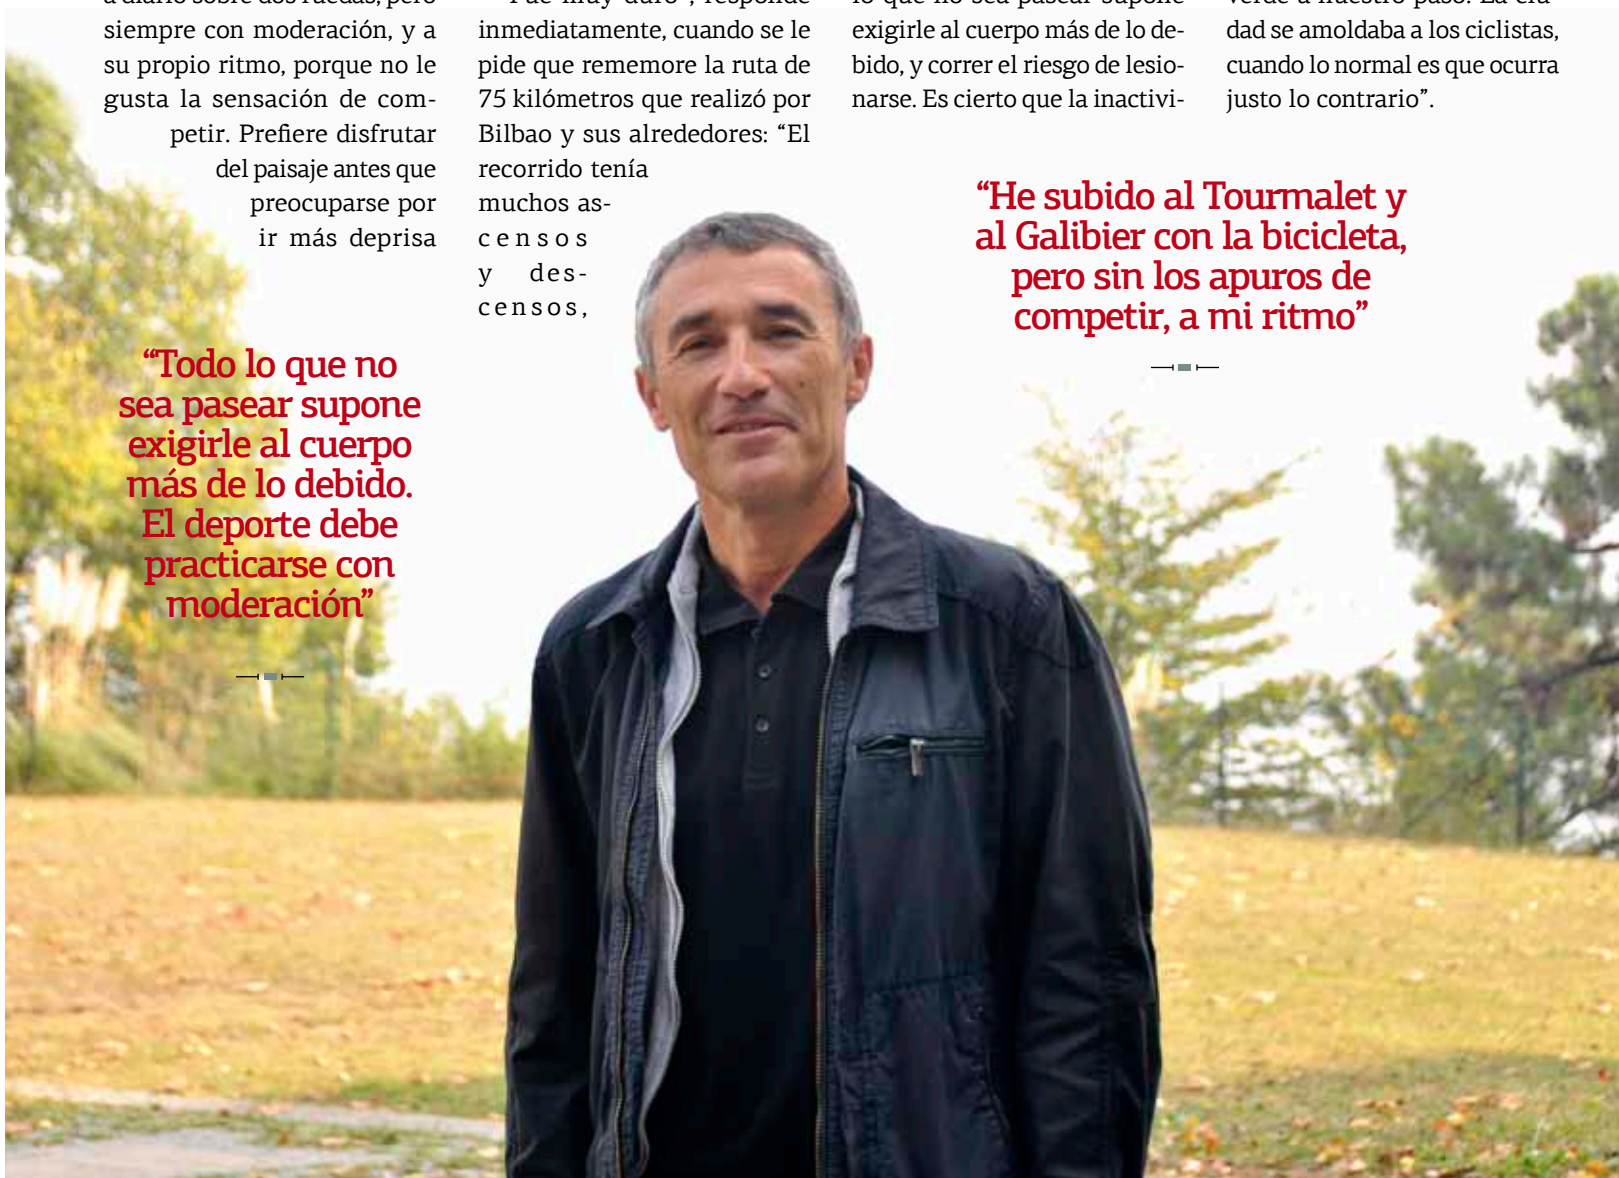 siempre con moderación, y a
su propio ritmo, porque no le
gusta la sensación de com-
petir. Prefiere disfrutar
del paisaje antes que
preocuparse por
ir más deprisa
“Todo lo que no
sea pasear supone
exigirle al cuerpo
más de lo debido.
El deporte debe
practicarse con
moderación”
inmediatamente, cuando se le
pide que rememore la ruta de
75 kilómetros que realizó por
Bilbao y sus alrededores: “El
recorrido tenía
muchos as-
censos
y des-
censos,
lo que no sea pasear supone
exigirle al cuerpo más de lo de-
bido, y correr el riesgo de lesio-
narse. Es cierto que la inactivi-
dad se amoldaba a los ciclistas,
cuando lo normal es que ocurra
justo lo contrario”.
“He subido al Tourmalet y
al Galibier con la bicicleta,
pero sin los apuros de
competir, a mi ritmo”